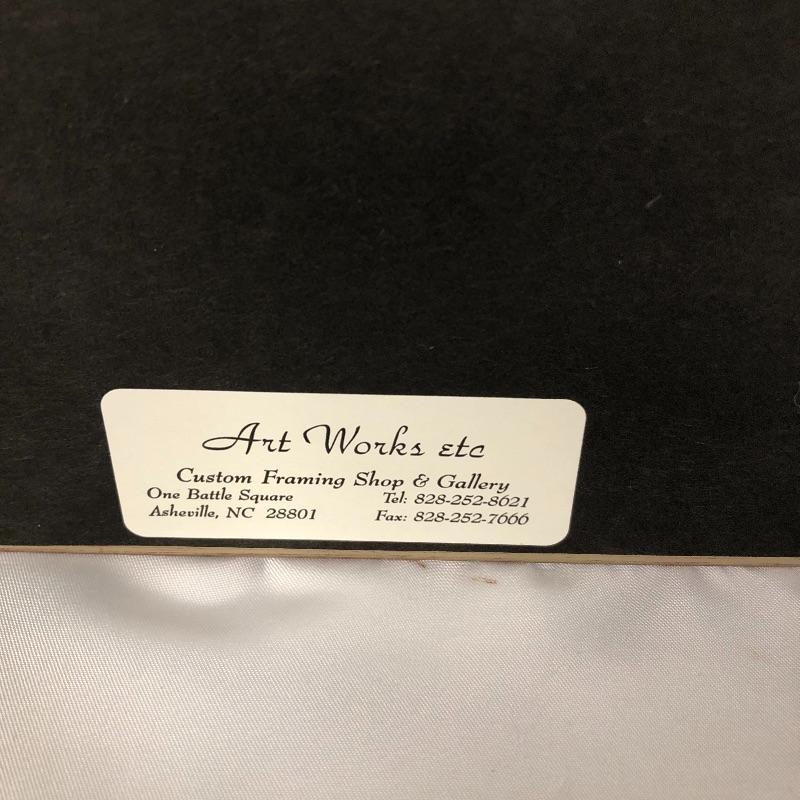 Art Works etc
Custom Framing Shop & Gallery
One Battle Square Tel: 828-252-8621
Asheville, NC 28801 Fax: 828-252-7666